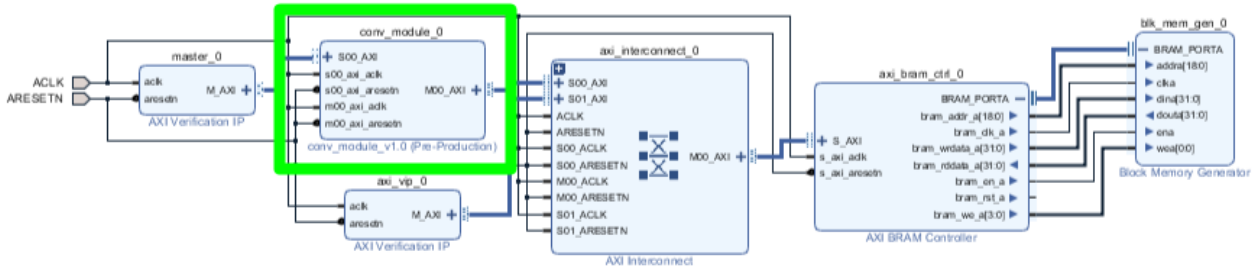 ACLK
ARESETN
master_0
aclk
aresetn
M_AXI
AXI Verification IP
conv_module_0
S00_AXI
s00_axi_aclk
s00_axi_aresetn
m00_axi_aclk
m00_axi_aresetn
M00_AXI
conv_module_v1.0 (Pre-Production)
axi_vip_0
aclk
aresetn
M_AXI
AXI Verification IP
axi_interconnect_0
S00_AXI
S01_AXI
ACLK
ARESETN
S00_ACLK
S00_ARESETN
M00_ACLK
M00_ARESETN
S01_ACLK
S01_ARESETN
M00_AXI
AXI Interconnect
axi_bram_ctrl_0
S_AXI
s_axi_aclk
s_axi_aresetn
BRAM_PORTA
bram_addr_a[18:0]
bram_clk_a
bram_wrdata_a[31:0]
bram_rddata_a[31:0]
bram_en_a
bram_rst_a
bram_we_a[3:0]
AXI BRAM Controller
blk_mem_gen_0
BRAM_PORTA
addra[18:0]
clka
dina[31:0]
douta[31:0]
ena
wea[0:0]
Block Memory Generator